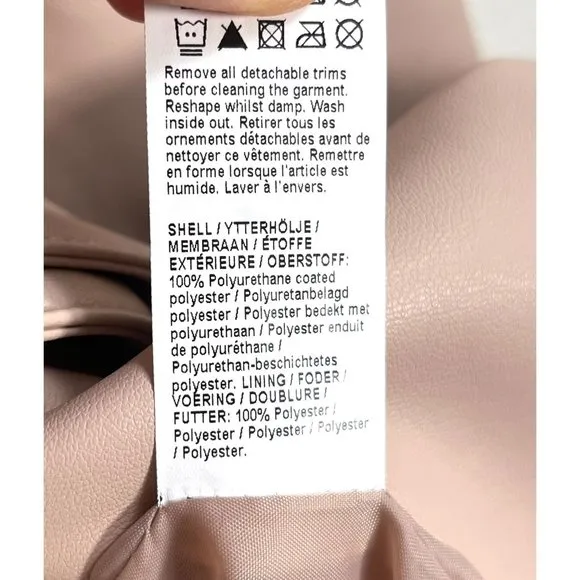 Remove all detachable trims
before cleaning the garment.
Reshape whilst damp. Wash
inside out. Retirer tous les
ornements détachables avant de
nettoyer ce vêtement. Remettre
en forme lorsque l'article est
humide. Laver à l'envers.
SHELL / YTTERHÖLJE /
MEMBRAAN / ÉTOFFE
EXTÉRIEURE / OBERSTOFF:
100% Polyurethane coated
polyester / Polyuretanbelagd
polyester / Polyester bedekt met
polyurethaan / Polyester enduit
de polyuréthane /
Polyurethan-beschichtetes
polyester. LINING / FODER /
VOERING / DOUBLURE /
FUTTER: 100% Polyester /
Polyester / Polyester / Polyester
/ Polyester.